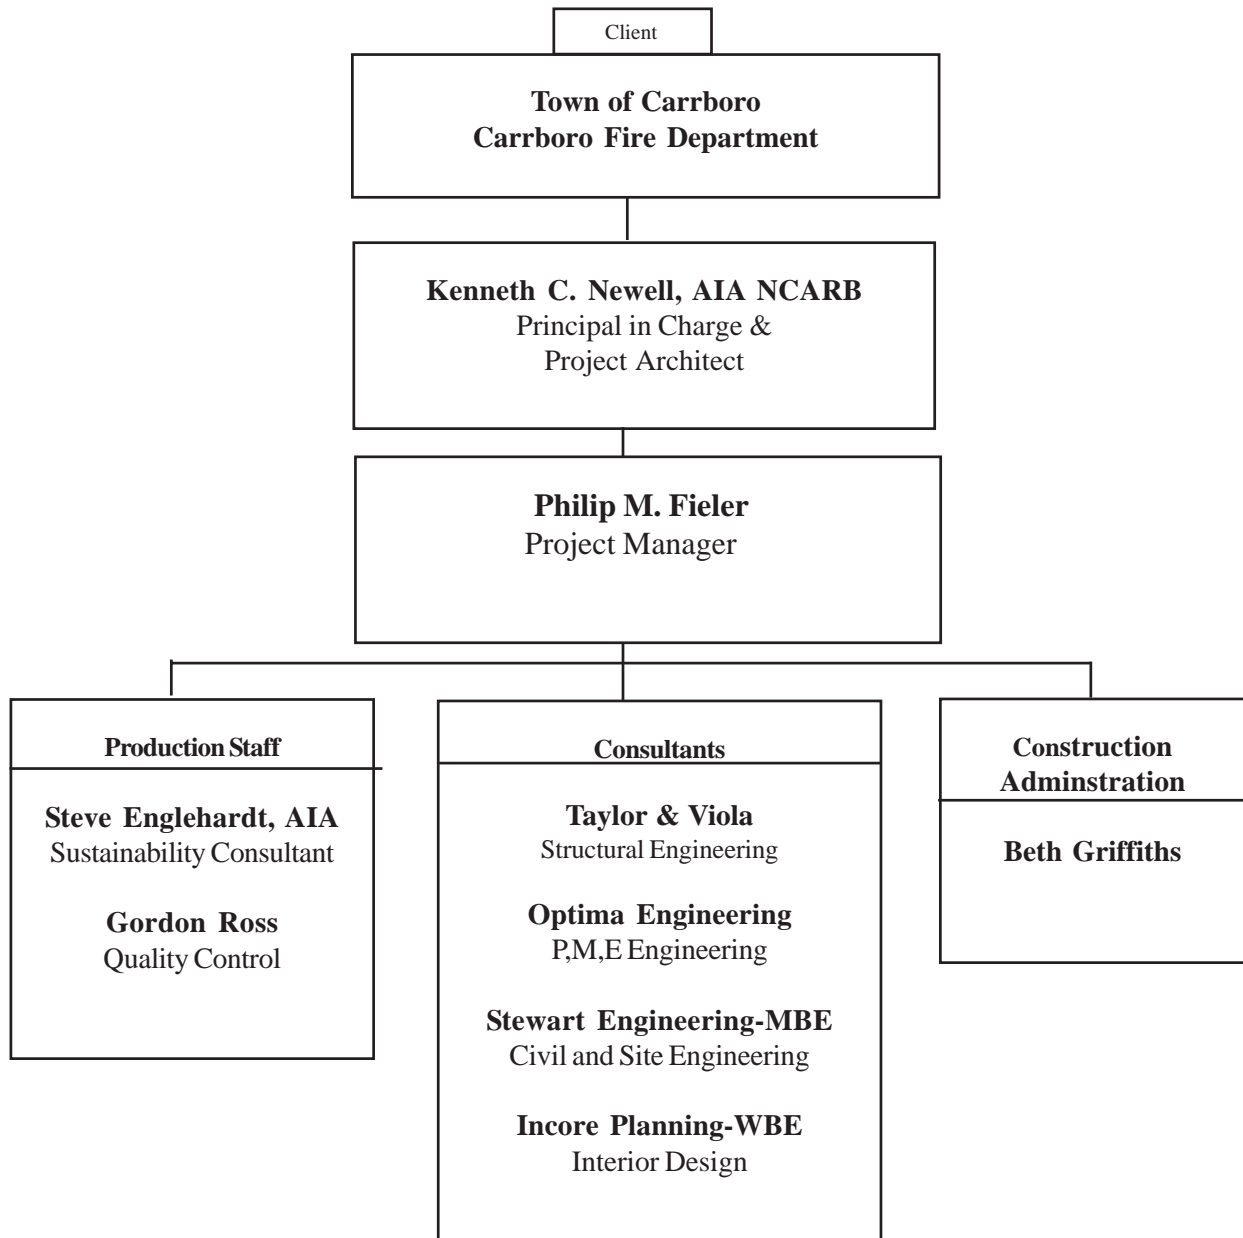 Client
Town of Carrboro
Carrboro Fire Department
Kenneth C. Newell, AIA NCARB
Principal in Charge &
Project Architect
Philip M. Fieler
Project Manager
Production Staff
Steve Englehardt, AIA
Sustainability Consultant
Gordon Ross
Quality Control
Consultants
Taylor & Viola
Structural Engineering
Optima Engineering
P,M,E Engineering
Stewart Engineering-MBE
Civil and Site Engineering
Incore Planning-WBE
Interior Design
Construction
Adminstration
Beth Griffiths